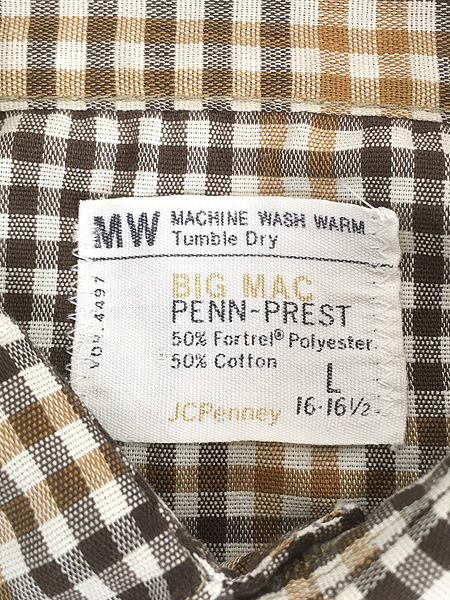 MW MACHINE WASH WARM
Tumble Dry
VOR.4497
BIG MAC
PENN-PREST
50% Fortrel® Polyester
50% Cotton
L
JCPenney 16-16½